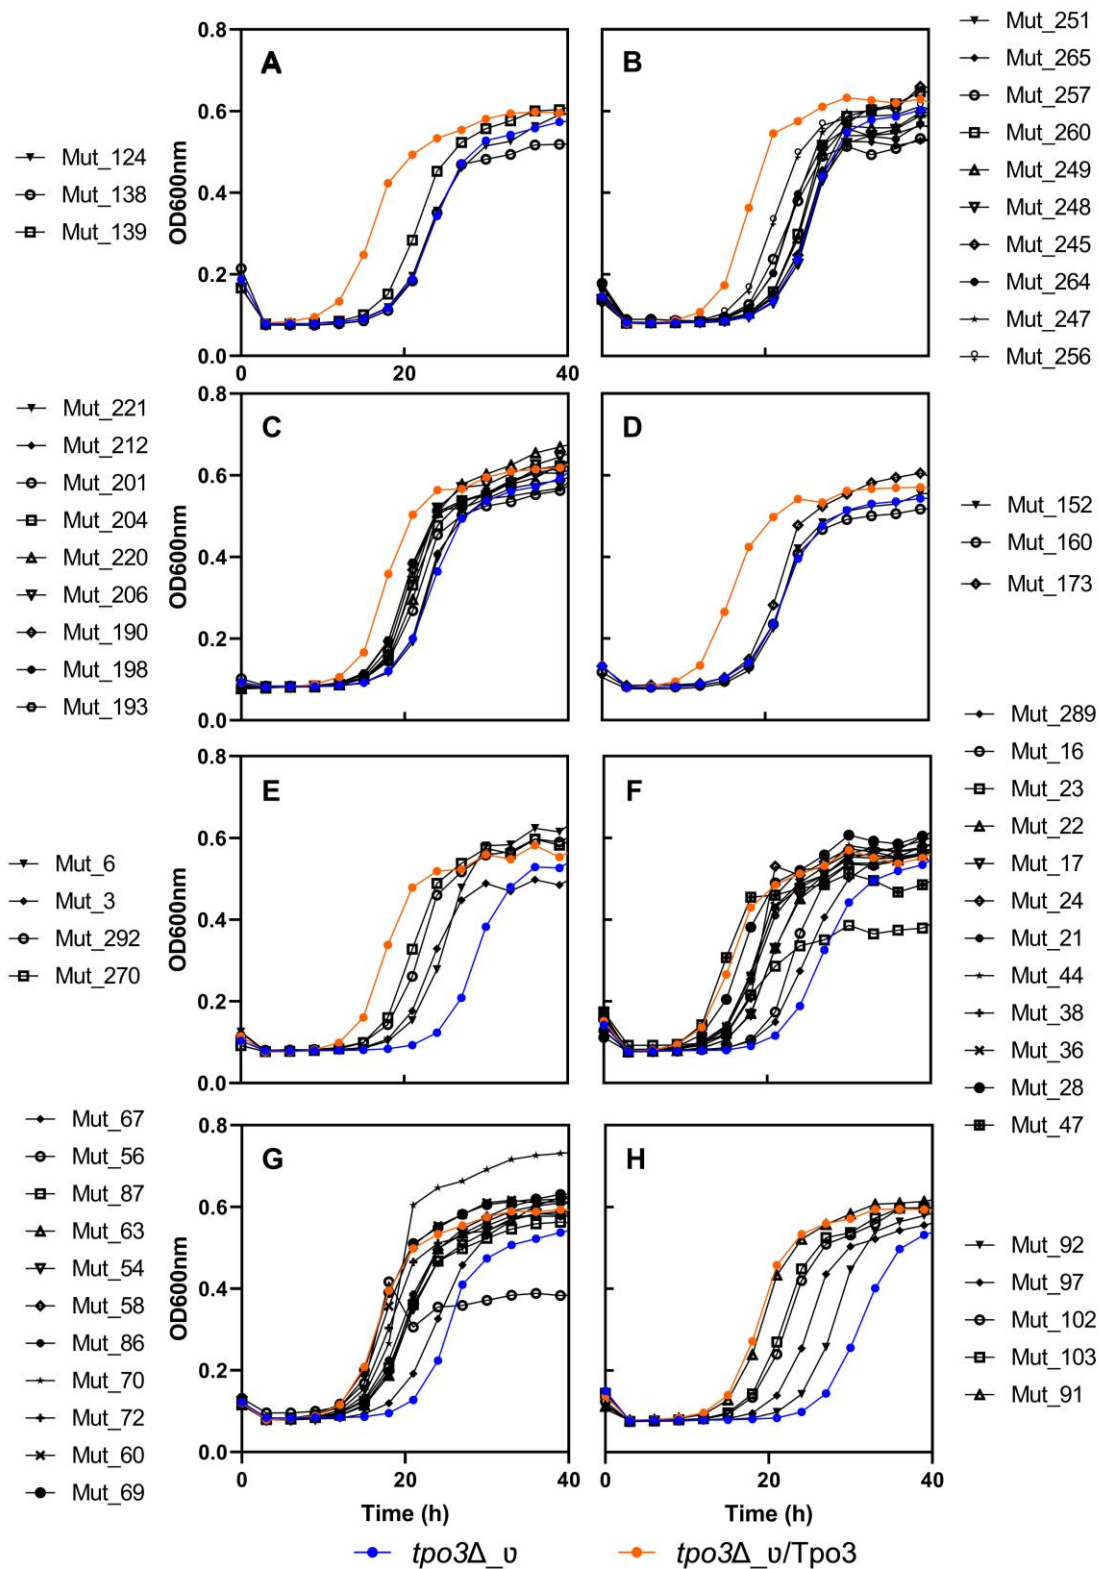 A
0.8
0.6
0.4
0.2
0.0
OD600nm
0
20
40
Mut_124
Mut_138
Mut_139
B
Mut_251
Mut_265
Mut_257
Mut_260
Mut_249
Mut_248
Mut_245
Mut_264
Mut_247
Mut_256
C
0.8
0.6
0.4
0.2
0.0
OD600nm
Mut_221
Mut_212
Mut_201
Mut_204
Mut_220
Mut_206
Mut_190
Mut_198
Mut_193
D
Mut_152
Mut_160
Mut_173
E
0.8
0.6
0.4
0.2
0.0
OD600nm
Mut_6
Mut_3
Mut_292
Mut_270
F
Mut_289
Mut_16
Mut_23
Mut_22
Mut_17
Mut_24
Mut_21
Mut_44
Mut_38
Mut_36
Mut_28
Mut_47
G
0.8
0.6
0.4
0.2
0.0
OD600nm
0
20
40
Time (h)
Mut_67
Mut_56
Mut_87
Mut_63
Mut_54
Mut_58
Mut_86
Mut_70
Mut_72
Mut_60
Mut_69
H
0
20
40
Time (h)
Mut_92
Mut_97
Mut_102
Mut_103
Mut_91
tpo3Δ_υ
tpo3Δ_υ/Tpo3